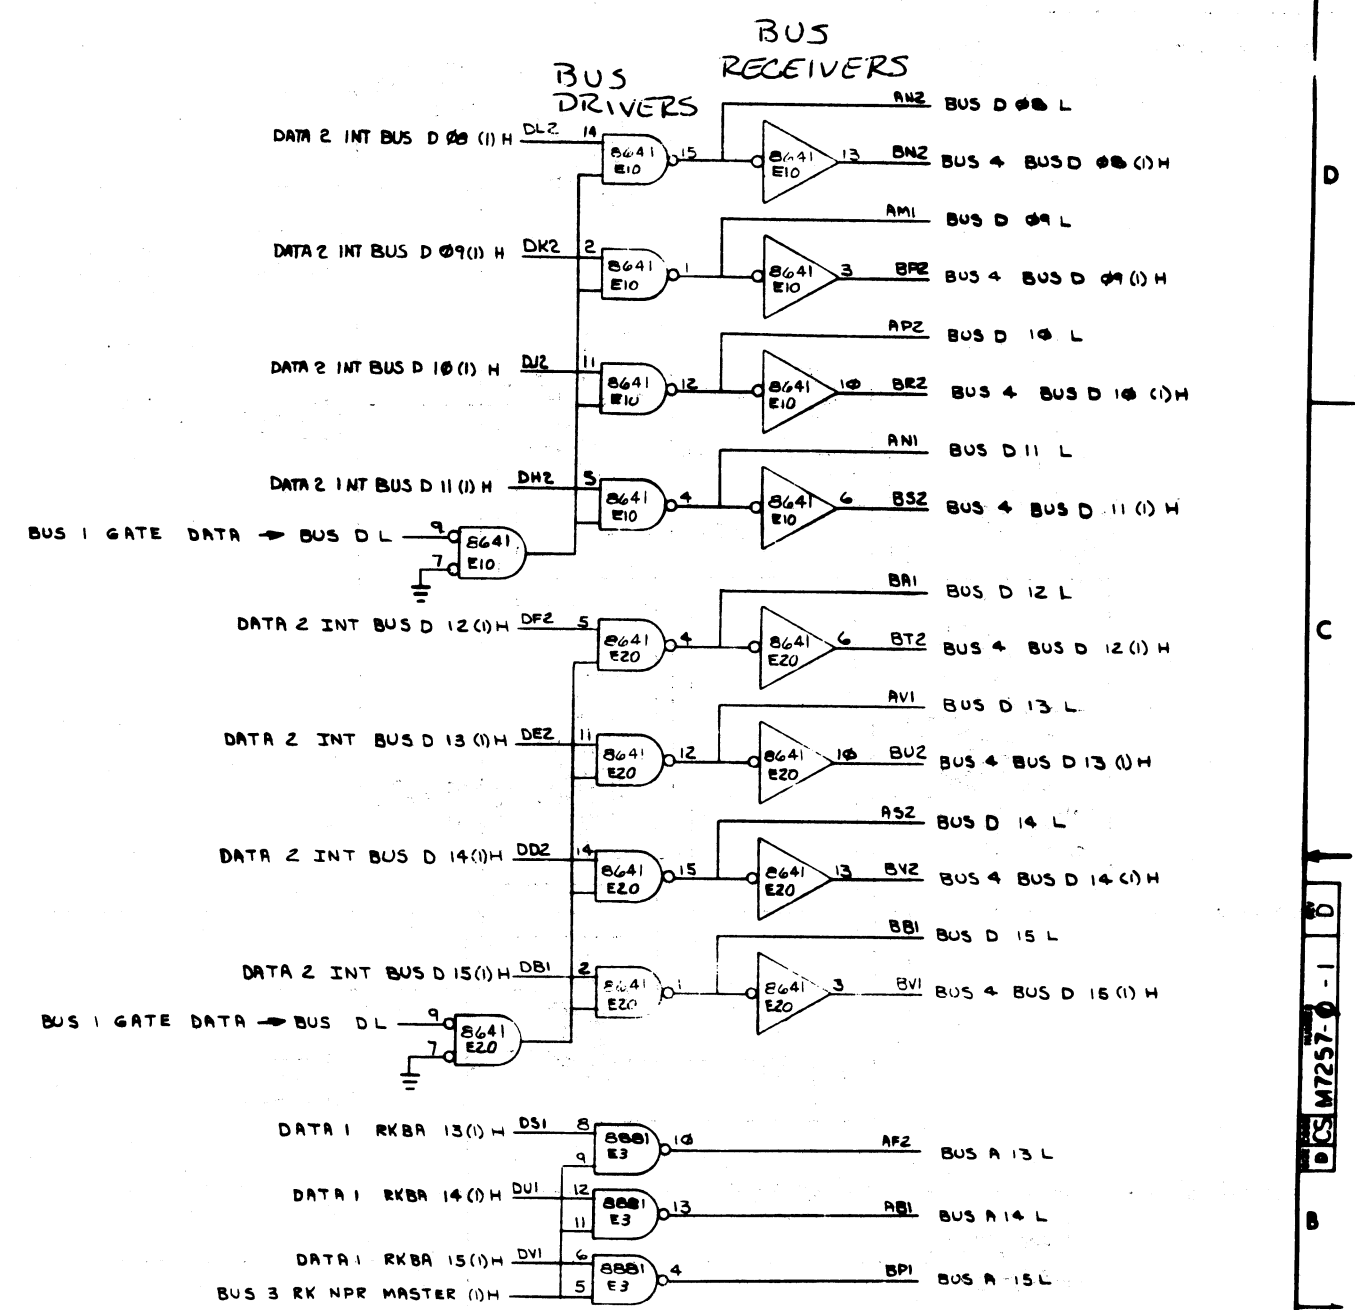 BUS
RECEIVERS
BUS
DRIVERS
AN2 BUS D Ø8 L
DATA 2 INT BUS D Ø8 (1) H DL2 14 8641 E10 15 8641 E10 13 BN2 BUS 4 BUS D Ø8 (1) H
AM1 BUS D Ø9 L
DATA 2 INT BUS D Ø9(1) H DK2 2 8641 E10 1 8641 E10 3 BP2 BUS 4 BUS D Ø9 (1) H
AP2 BUS D 1Ø L
DATA 2 INT BUS D 1Ø(1) H DJ2 11 8641 E10 12 8641 E10 1Ø BR2 BUS 4 BUS D 1Ø (1)H
AN1 BUS D 11 L
DATA 2 INT BUS D 11(1) H DH2 5 8641 E10 4 8641 E10 6 BS2 BUS 4 BUS D 11 (1) H
BUS 1 GATE DATA → BUS D L 9 7 8641 E10
BA1 BUS D 12 L
DATA 2 INT BUS D 12(1)H DF2 5 8641 E20 4 8641 E20 6 BT2 BUS 4 BUS D 12(1) H
AV1 BUS D 13 L
DATA 2 INT BUS D 13 (1)H DE2 11 8641 E20 12 8641 E20 1Ø BU2 BUS 4 BUS D 13 (1) H
AS2 BUS D 14 L
DATA 2 INT BUS D 14(1)H DD2 14 8641 E20 15 8641 E20 13 BV2 BUS 4 BUS D 14 (1) H
BB1 BUS D 15 L
DATA 2 INT BUS D 15(1) H DB1 2 8641 E20 1 8641 E20 3 BV1 BUS 4 BUS D 15 (1) H
BUS 1 GATE DATA → BUS D L 9 7 8641 E20
DATA 1 RKBA 13(1) H DS1 8 9 8881 E3 1Ø AF2 BUS A 13 L
DATA 1 RKBA 14(1) H DU1 12 11 8881 E3 13 AB1 BUS A 14 L
DATA 1 RKBA 15(1) H DV1 6 8881 E3 4 BP1 BUS A 15 L
BUS 3 RK NPR MASTER (1)H 5
D
C
B
REV D
NUMBER M7257-Ø-1
D CS